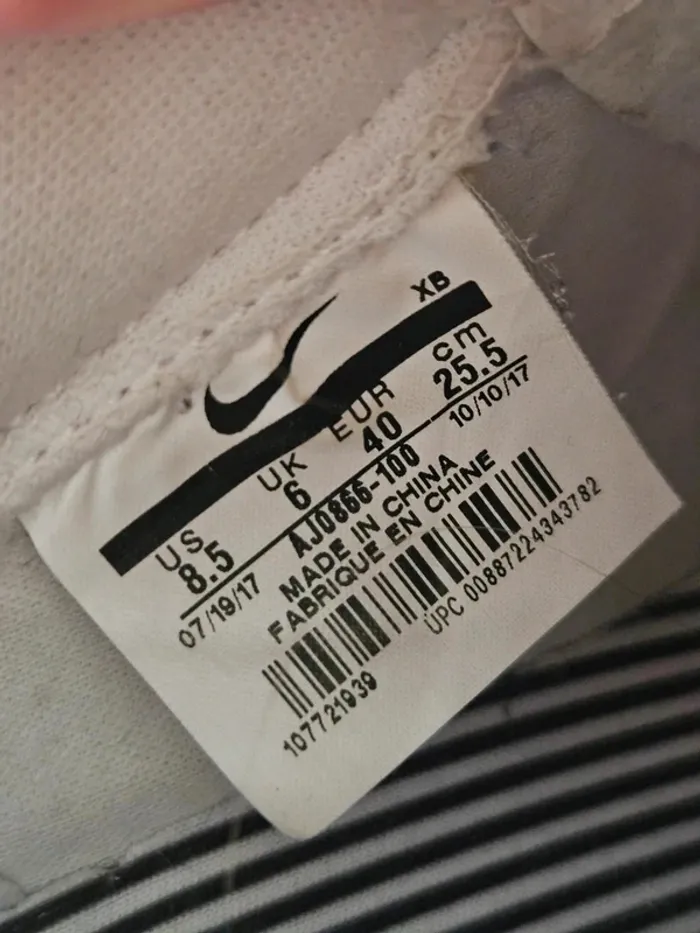 XB
US UK EUR cm
8.5 6 40 25.5
07/19/17 AJ0866-100 10/10/17
MADE IN CHINA
FABRIQUE EN CHINE
UPC 00887224343782
107721939